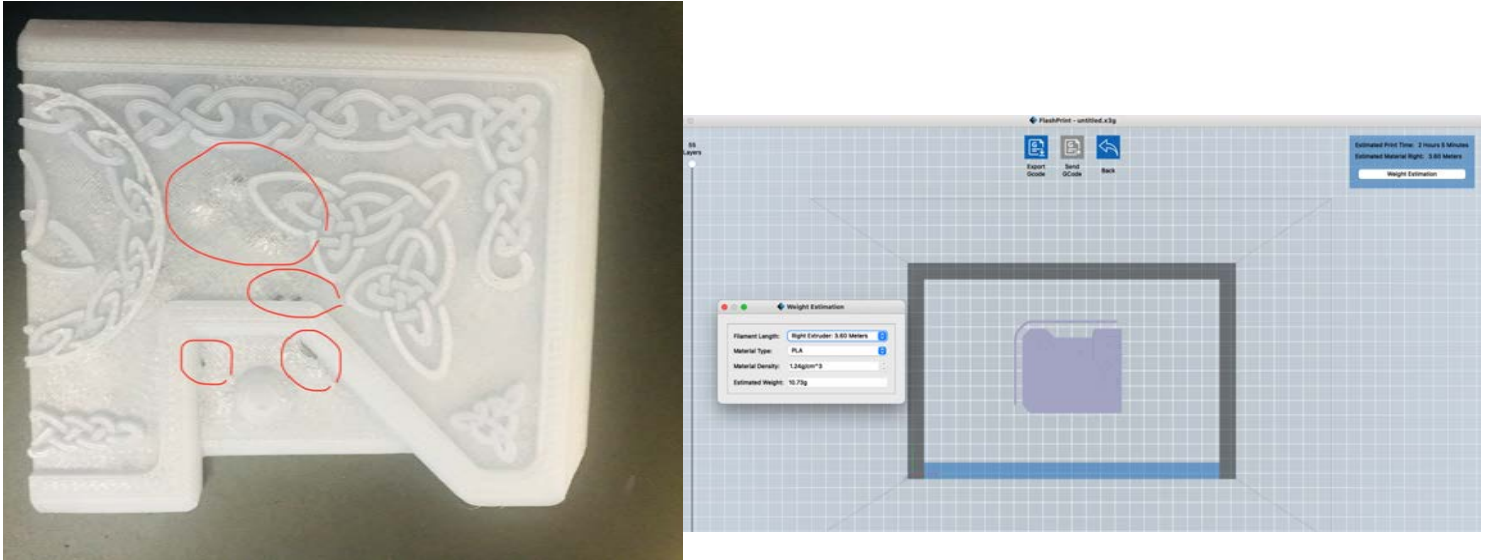 FlashPrint - untitled.x3g
55
Layers
Export
Gcode
Send
GCode
Back
Estimated Print Time: 2 Hours 5 Minutes
Estimated Material Right: 3.60 Meters
Weight Estimation
Weight Estimation
Filament Length: Right Extruder: 3.60 Meters
Material Type: PLA
Material Density: 1.24g/cm^3
Estimated Weight: 10.73g